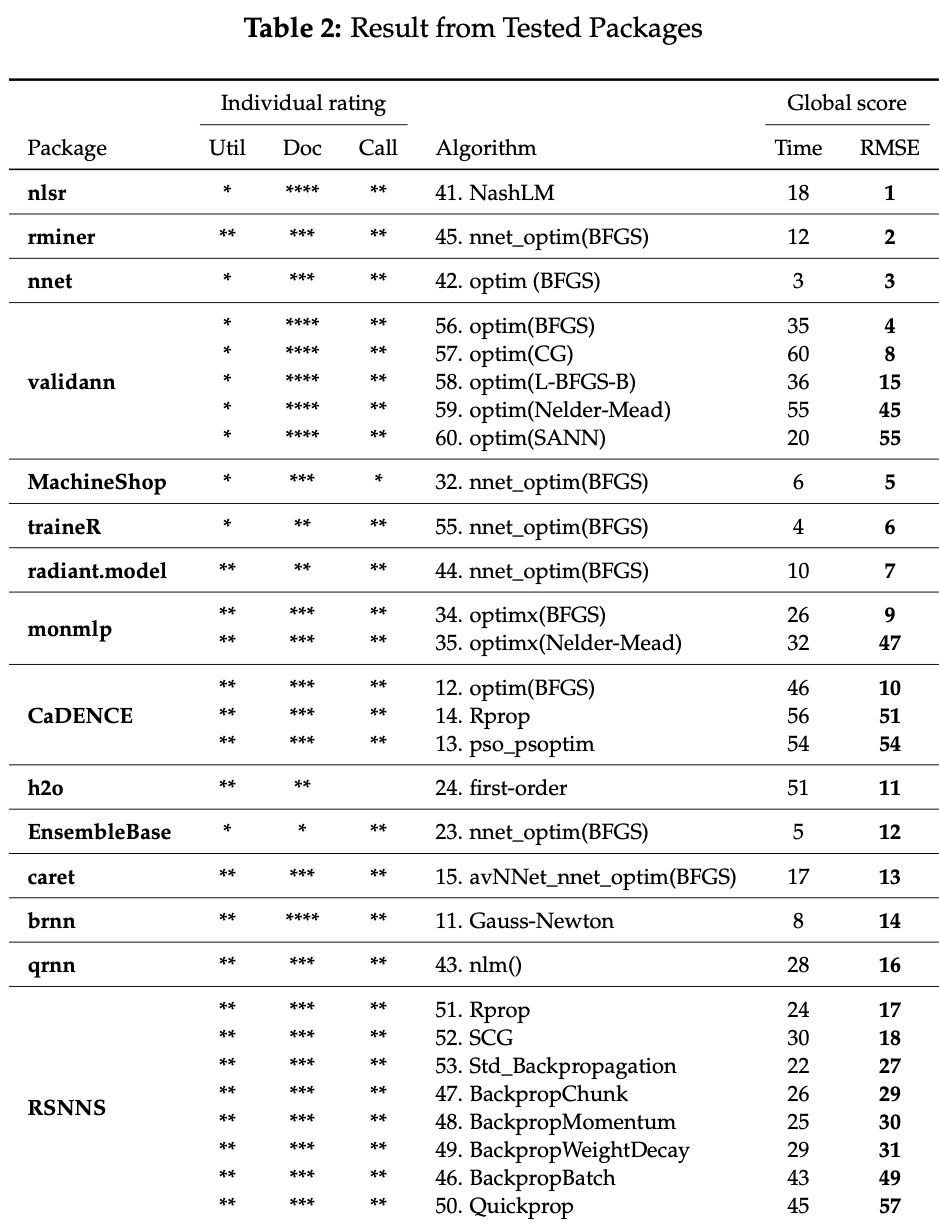 Table 2: Result from Tested Packages
Individual rating Global score
Package Util Doc Call Algorithm Time RMSE
nlsr * **** ** 41. NashLM 18 1
rminer ** *** ** 45. nnet_optim(BFGS) 12 2
nnet * *** ** 42. optim (BFGS) 3 3
* **** ** 56. optim(BFGS) 35 4
* **** ** 57. optim(CG) 60 8
validann * **** ** 58. optim(L-BFGS-B) 36 15
* **** ** 59. optim(Nelder-Mead) 55 45
* **** ** 60. optim(SANN) 20 55
MachineShop * *** * 32. nnet_optim(BFGS) 6 5
traineR * ** ** 55. nnet_optim(BFGS) 4 6
radiant.model ** ** ** 44. nnet_optim(BFGS) 10 7
monmlp
** *** ** 34. optimx(BFGS) 26 9
** *** ** 35. optimx(Nelder-Mead) 32 47
** *** ** 12. optim(BFGS) 46 10
CaDENCE ** *** ** 14. Rprop 56 51
** *** ** 13. pso_psoptim 54 54
h2o ** ** 24. first-order 51 11
EnsembleBase * * ** 23. nnet_optim(BFGS) 5 12
caret ** *** ** 15. avNNet_nnet_optim(BFGS) 17 13
brnn ** **** ** 11. Gauss-Newton 8 14
qrnn ** *** ** 43. nlm() 28 16
RSNNS
** *** ** 51. Rprop 24 17
** *** ** 52. SCG 30 18
** *** ** 53. Std_Backpropagation 22 27
** *** ** 47. BackpropChunk 26 29
** *** ** 48. BackpropMomentum 25 30
** *** ** 49. BackpropWeightDecay 29 31
** *** ** 46. BackpropBatch 43 49
** *** ** 50. Quickprop 45 57